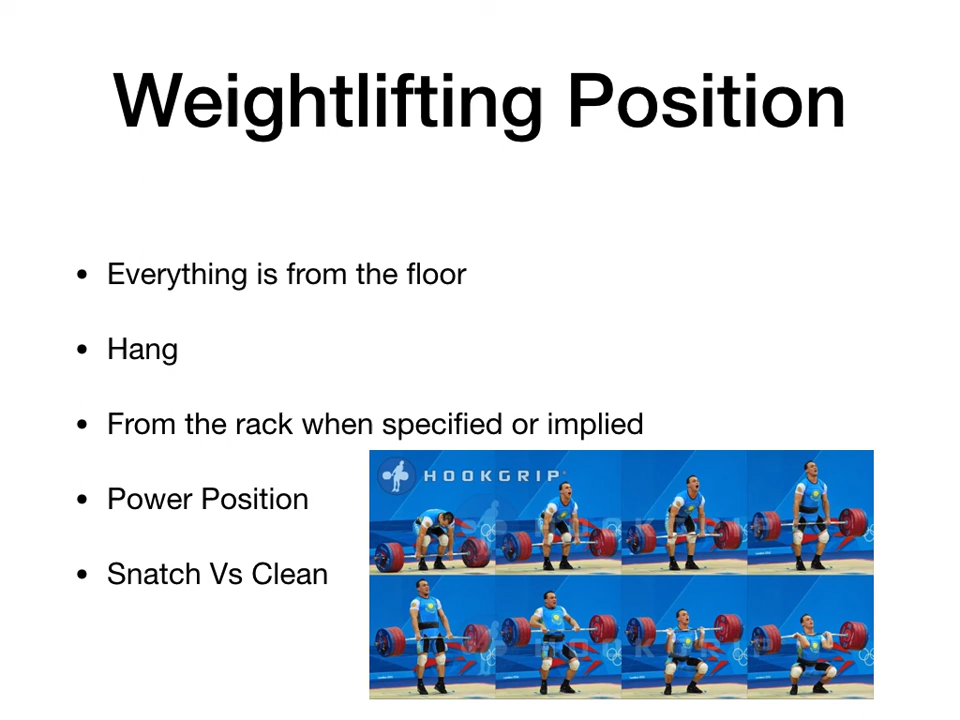 Weightlifting Position
• Everything is from the floor
• Hang
• From the rack when specified or implied
• Power Position
• Snatch Vs Clean
HOOKGRIP
HOOKGRIP